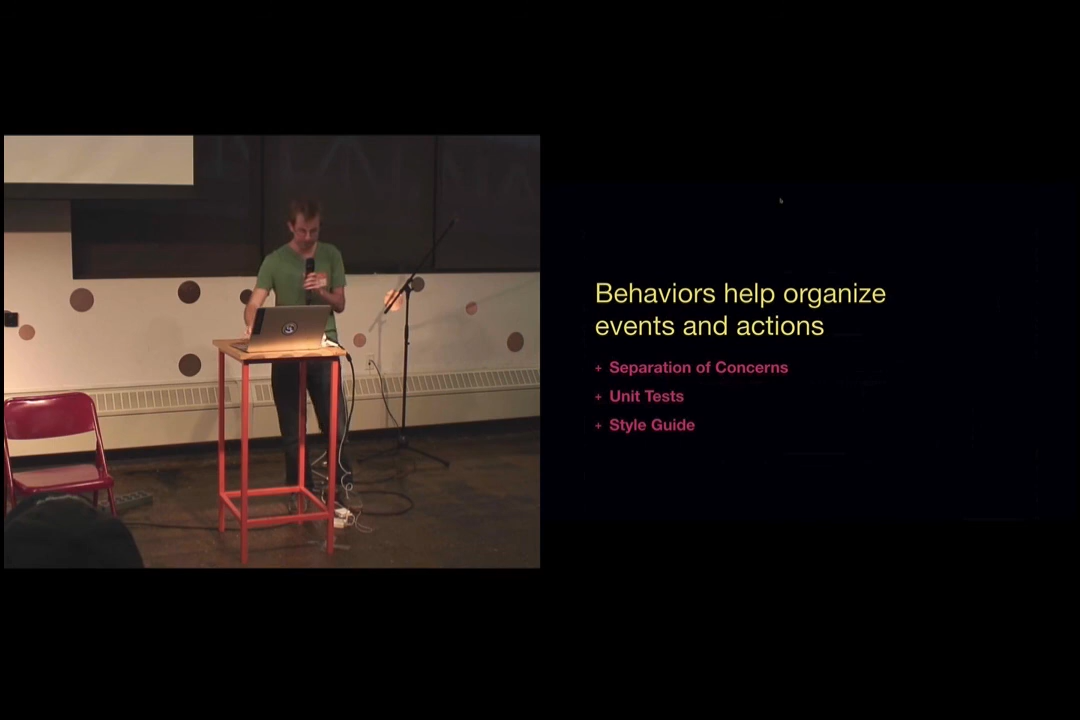 Behaviors help organize
events and actions
+ Separation of Concerns
+ Unit Tests
+ Style Guide